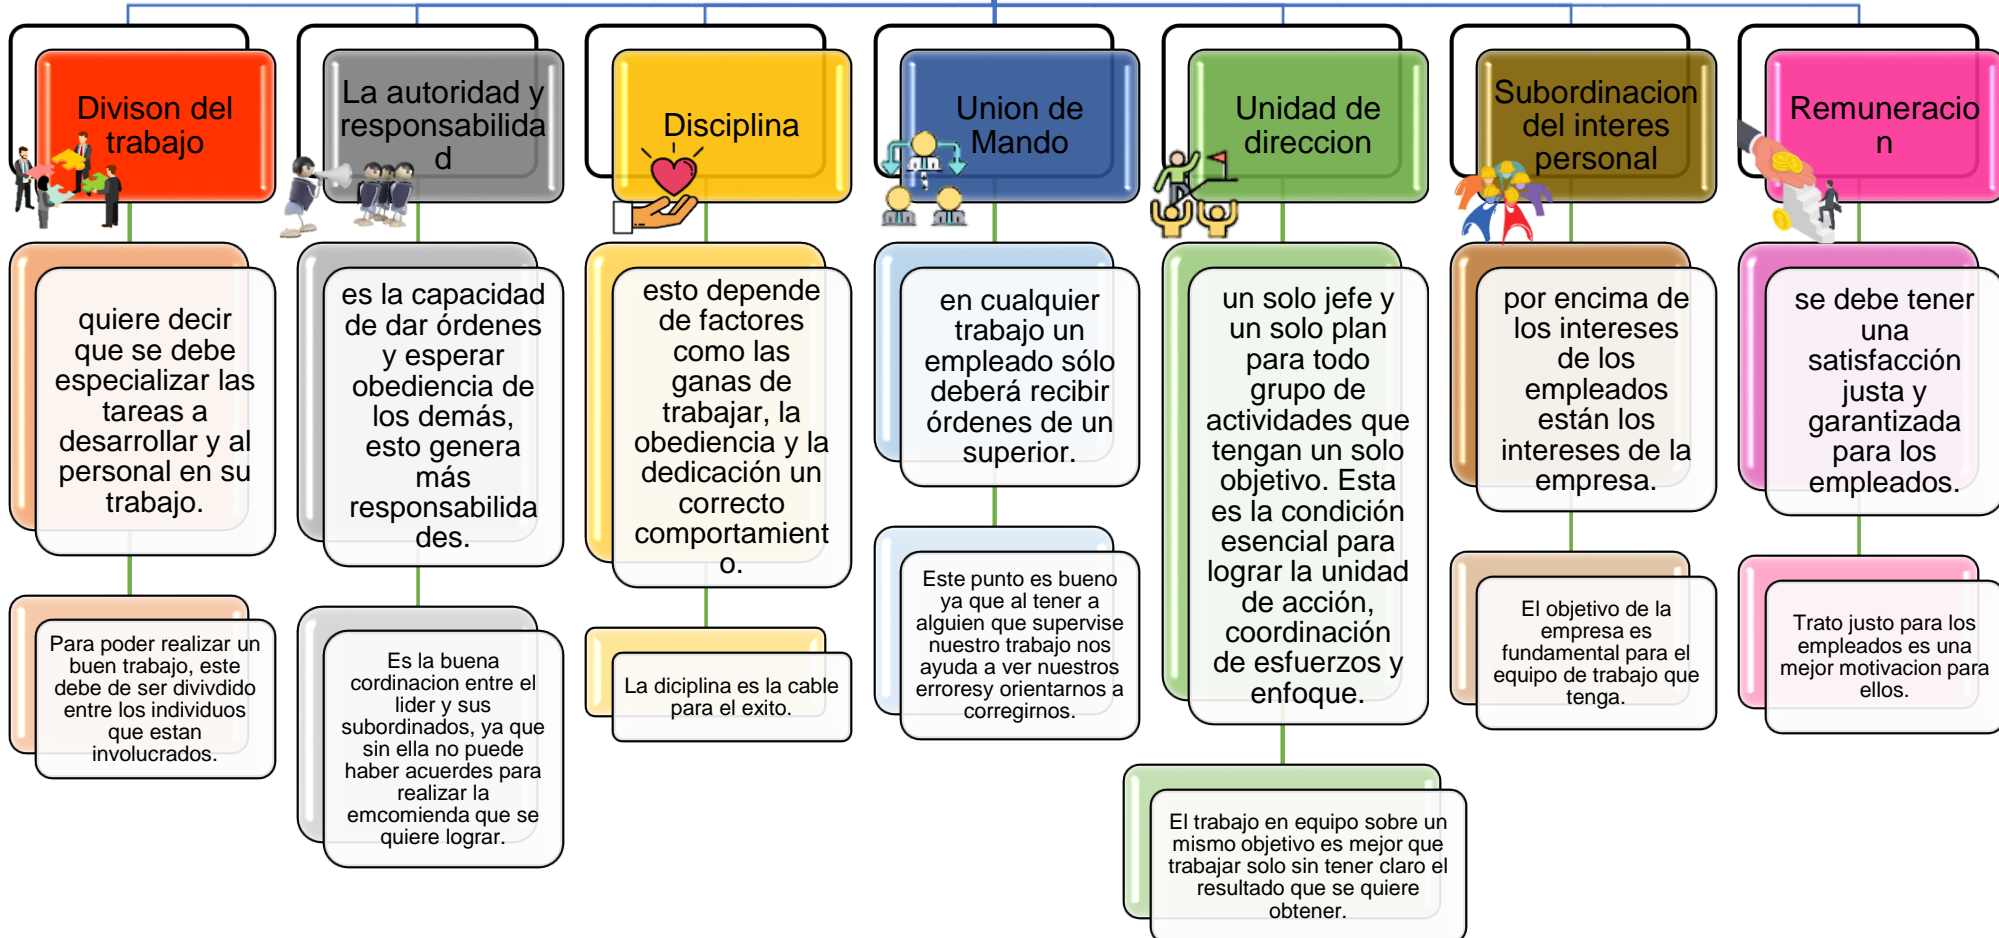 Divison del
trabajo
La autoridad y
responsabilida
d
Disciplina
Union de
Mando
Unidad de
direccion
Subordinacion
del interes
personal
Remuneracio
n
quiere decir
que se debe
especializar las
tareas a
desarrollar y al
personal en su
trabajo.
es la capacidad
de dar órdenes
y esperar
obediencia de
los demás,
esto genera
más
responsabilida
des.
esto depende
de factores
como las
ganas de
trabajar, la
obediencia y la
dedicación un
correcto
comportamient
o.
en cualquier
trabajo un
empleado sólo
deberá recibir
órdenes de un
superior.
un solo jefe y
un solo plan
para todo
grupo de
actividades que
tengan un solo
objetivo. Esta
es la condición
esencial para
lograr la unidad
de acción,
coordinación
de esfuerzos y
enfoque.
por encima de
los intereses
de los
empleados
están los
intereses de la
empresa.
se debe tener
una
satisfacción
justa y
garantizada
para los
empleados.
Para poder realizar un
buen trabajo, este
debe de ser divivdido
entre los individuos
que estan
involucrados.
Es la buena
cordinacion entre el
lider y sus
subordinados, ya que
sin ella no puede
haber acuerdes para
realizar la
emcomienda que se
quiere lograr.
La diciplina es la cable
para el exito.
Este punto es bueno
ya que al tener a
alguien que supervise
nuestro trabajo nos
ayuda a ver nuestros
erroresy orientarnos a
corregirnos.
El trabajo en equipo sobre un
mismo objetivo es mejor que
trabajar solo sin tener claro el
resultado que se quiere
obtener.
El objetivo de la
empresa es
fundamental para el
equipo de trabajo que
tenga.
Trato justo para los
empleados es una
mejor motivacion para
ellos.